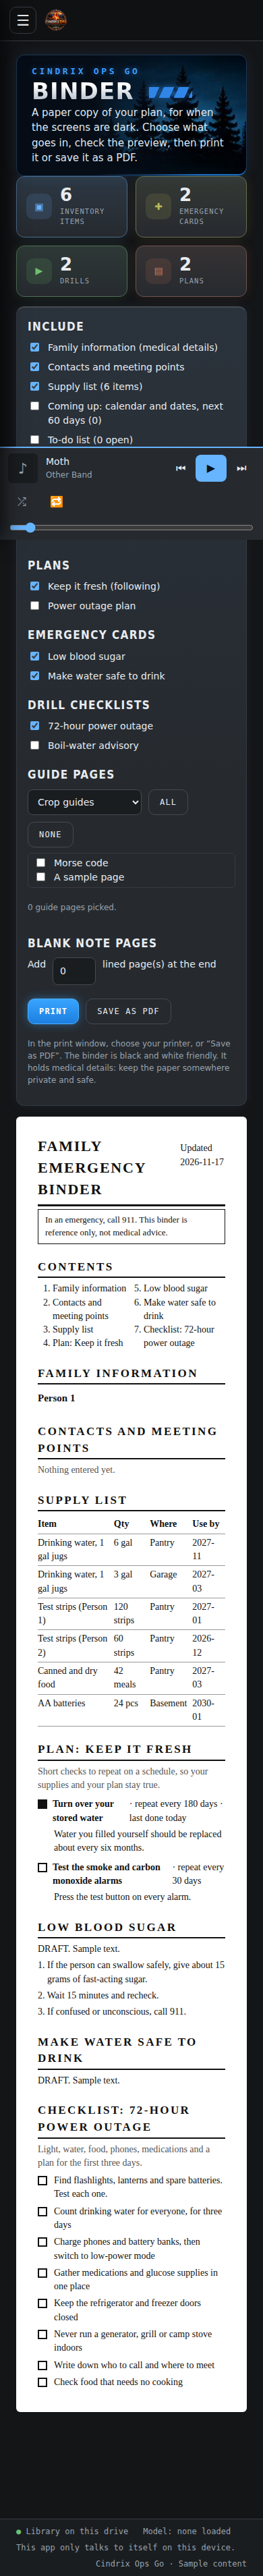 CINDRIX OPS GO
BINDER
A paper copy of your plan, for when
the screens are dark. Choose what
goes in, check the preview, then print
it or save it as a PDF.
6
INVENTORY
ITEMS
2
EMERGENCY
CARDS
2
DRILLS
2
PLANS
INCLUDE
Family information (medical details)
Contacts and meeting points
Supply list (6 items)
Coming up: calendar and dates, next
60 days (0)
To-do list (0 open)
Moth
Other Band
PLANS
Keep it fresh (following)
Power outage plan
EMERGENCY CARDS
Low blood sugar
Make water safe to drink
DRILL CHECKLISTS
72-hour power outage
Boil-water advisory
GUIDE PAGES
Crop guides
ALL
NONE
Morse code
A sample page
0 guide pages picked.
BLANK NOTE PAGES
Add 0 lined page(s) at the end
PRINT
SAVE AS PDF
In the print window, choose your printer, or “Save
as PDF”. The binder is black and white friendly. It
holds medical details: keep the paper somewhere
private and safe.
FAMILY
EMERGENCY
BINDER
Updated
2026-11-17
In an emergency, call 911. This binder is
reference only, not medical advice.
CONTENTS
1. Family information
2. Contacts and
meeting points
3. Supply list
4. Plan: Keep it fresh
5. Low blood sugar
6. Make water safe to
drink
7. Checklist: 72-hour
power outage
FAMILY INFORMATION
Person 1
CONTACTS AND MEETING
POINTS
Nothing entered yet.
SUPPLY LIST
Item Qty Where Use by
Drinking water, 1 6 gal Pantry 2027-
gal jugs 11
Drinking water, 1 3 gal Garage 2027-
gal jugs 03
Test strips (Person 120 Pantry 2027-
1) strips 01
Test strips (Person 60 Pantry 2026-
2) strips 12
Canned and dry 42 Pantry 2027-
food meals 03
AA batteries 24 pcs Basement 2030-
01
PLAN: KEEP IT FRESH
Short checks to repeat on a schedule, so your
supplies and your plan stay true.
Turn over your · repeat every 180 days ·
stored water last done today
Water you filled yourself should be replaced
about every six months.
Test the smoke and carbon · repeat every
monoxide alarms 30 days
Press the test button on every alarm.
LOW BLOOD SUGAR
DRAFT. Sample text.
1. If the person can swallow safely, give about 15
grams of fast-acting sugar.
2. Wait 15 minutes and recheck.
3. If confused or unconscious, call 911.
MAKE WATER SAFE TO
DRINK
DRAFT. Sample text.
CHECKLIST: 72-HOUR
POWER OUTAGE
Light, water, food, phones, medications and a
plan for the first three days.
Find flashlights, lanterns and spare batteries.
Test each one.
Count drinking water for everyone, for three
days
Charge phones and battery banks, then
switch to low-power mode
Gather medications and glucose supplies in
one place
Keep the refrigerator and freezer doors
closed
Never run a generator, grill or camp stove
indoors
Write down who to call and where to meet
Check food that needs no cooking
Library on this drive Model: none loaded
This app only talks to itself on this device.
Cindrix Ops Go · Sample content